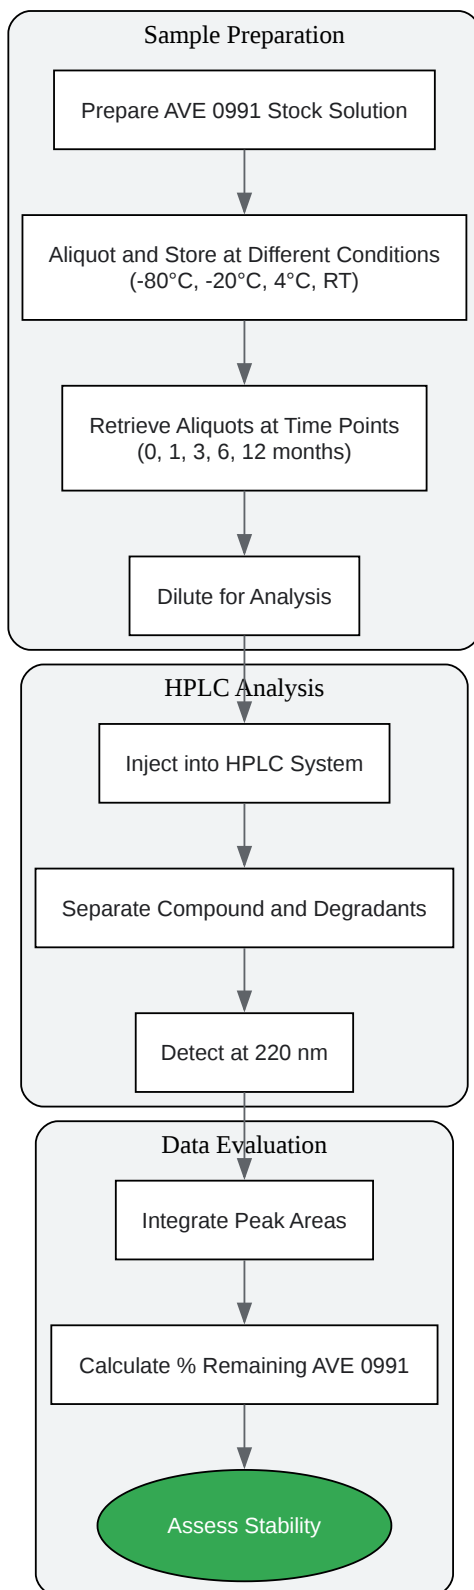 Sample Preparation
Prepare AVE 0991 Stock Solution
Aliquot and Store at Different Conditions
(-80°C, -20°C, 4°C, RT)
Retrieve Aliquots at Time Points
(0, 1, 3, 6, 12 months)
Dilute for Analysis
HPLC Analysis
Inject into HPLC System
Separate Compound and Degradants
Detect at 220 nm
Data Evaluation
Integrate Peak Areas
Calculate % Remaining AVE 0991
Assess Stability